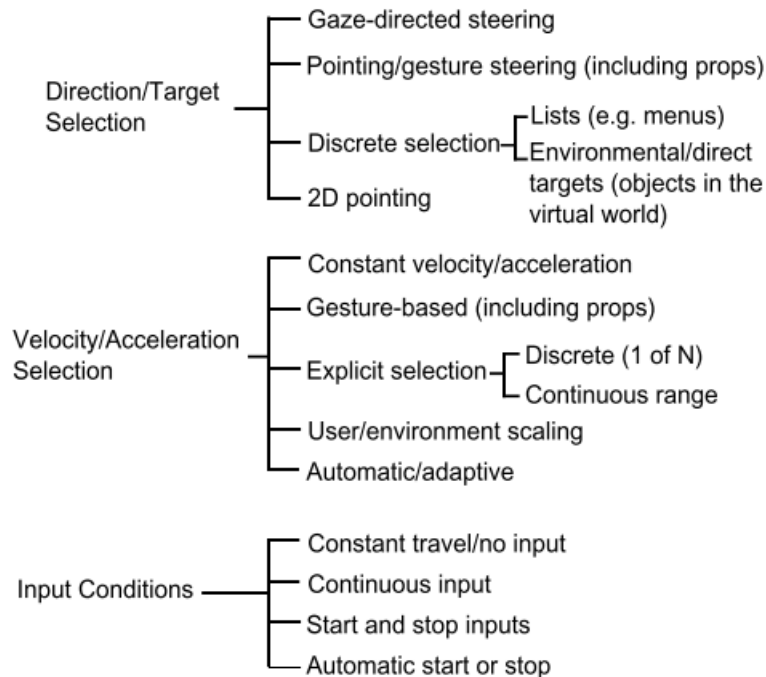 Gaze-directed steering
Pointing/gesture steering (including props)
Direction/Target
Selection
Discrete selection
Lists (e.g. menus)
Environmental/direct
targets (objects in the
virtual world)
2D pointing
Constant velocity/acceleration
Gesture-based (including props)
Velocity/Acceleration
Selection
Explicit selection
Discrete (1 of N)
Continuous range
User/environment scaling
Automatic/adaptive
Constant travel/no input
Input Conditions
Continuous input
Start and stop inputs
Automatic start or stop